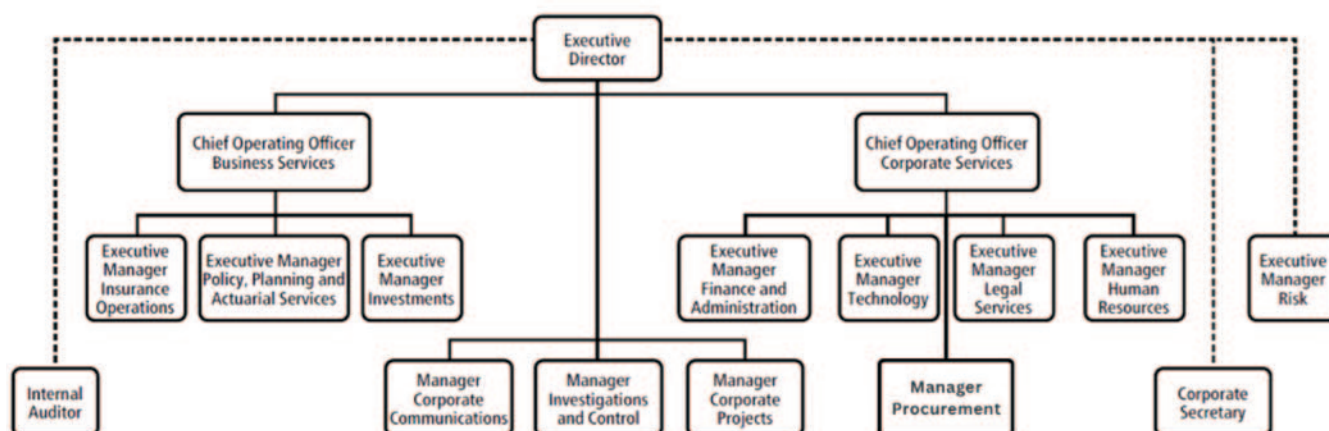 Executive
Director
Chief Operating Officer
Business Services
Chief Operating Officer
Corporate Services
Executive
Manager
Insurance
Operations
Executive Manager
Policy, Planning and
Actuarial Services
Executive
Manager
Investments
Executive
Manager
Finance and
Administration
Executive
Manager
Technology
Executive
Manager
Legal
Services
Executive
Manager
Human
Resources
Executive
Manager
Risk
Internal
Auditor
Manager
Corporate
Communications
Manager
Investigations
and Control
Manager
Corporate
Projects
Manager
Procurement
Corporate
Secretary